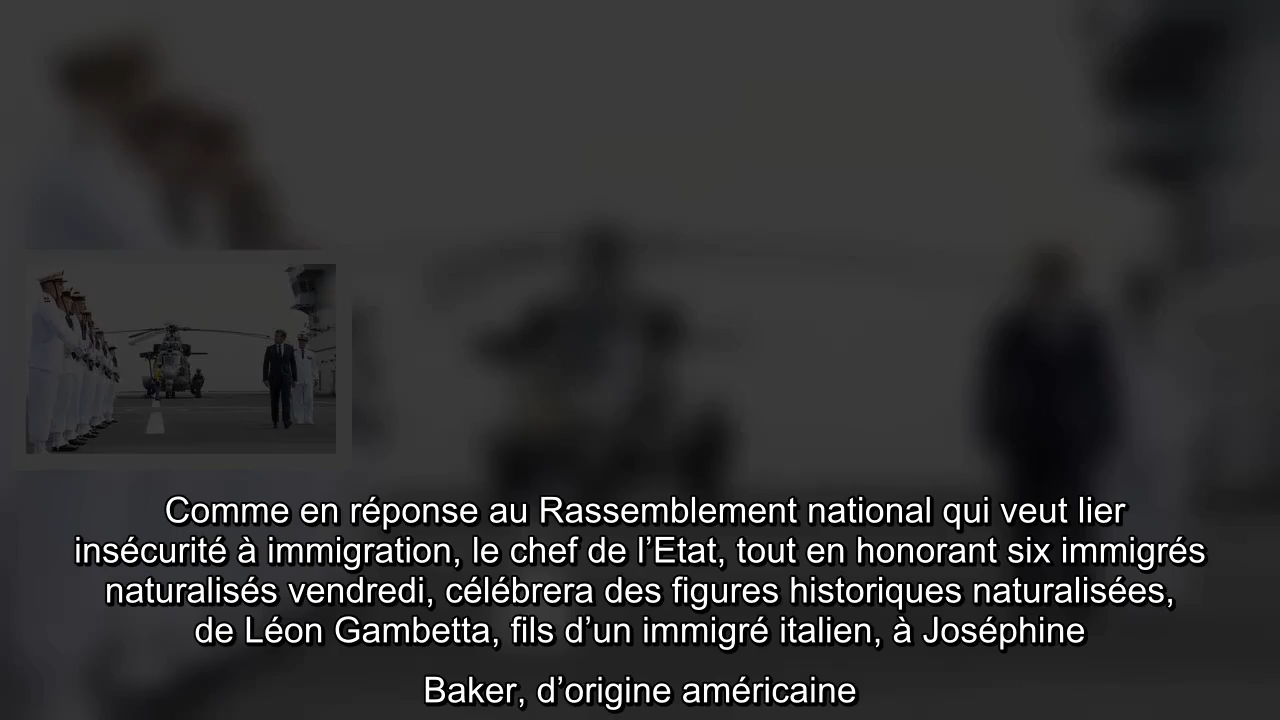 Comme en réponse au Rassemblement national qui veut lier
insécurité à immigration, le chef de l’Etat, tout en honorant six immigrés
naturalisés vendredi, célébrera des figures historiques naturalisées,
de Léon Gambetta, fils d’un immigré italien, à Joséphine
Baker, d’origine américaine